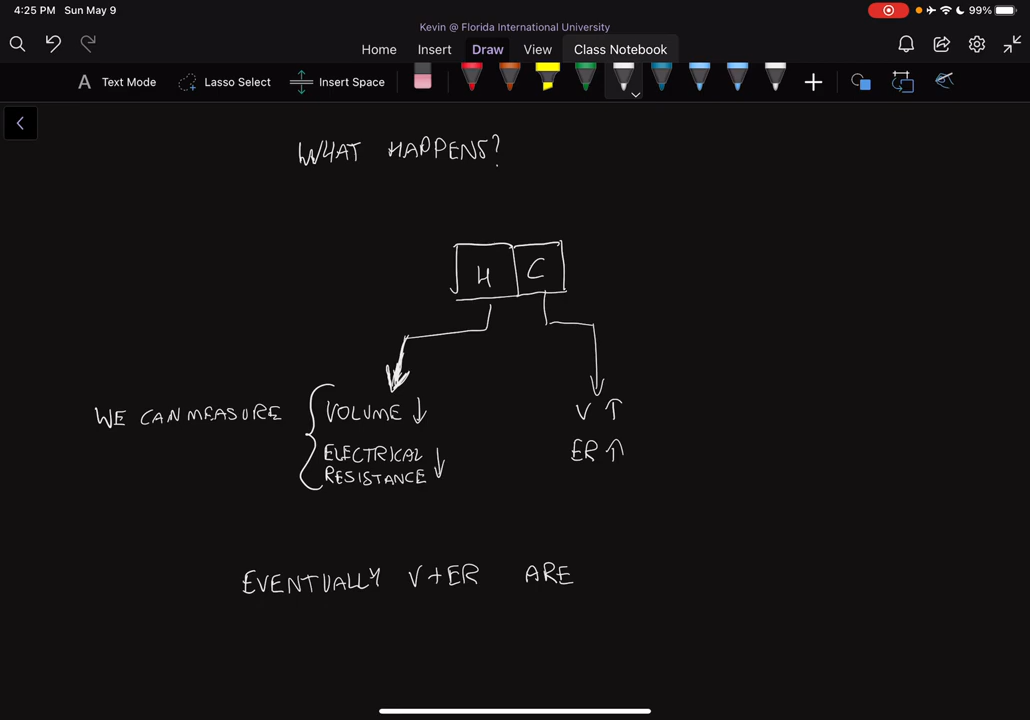 4:25 PM Sun May 9
99%
Kevin @ Florida International University
Home Insert Draw View Class Notebook
A Text Mode Lasso Select Insert Space
WHAT HAPPENS?
H C
WE CAN MEASURE VOLUME ↓ V ↑
ELECTRICAL RESISTANCE ↓ ER ↑
EVENTUALLY V+ER ARE